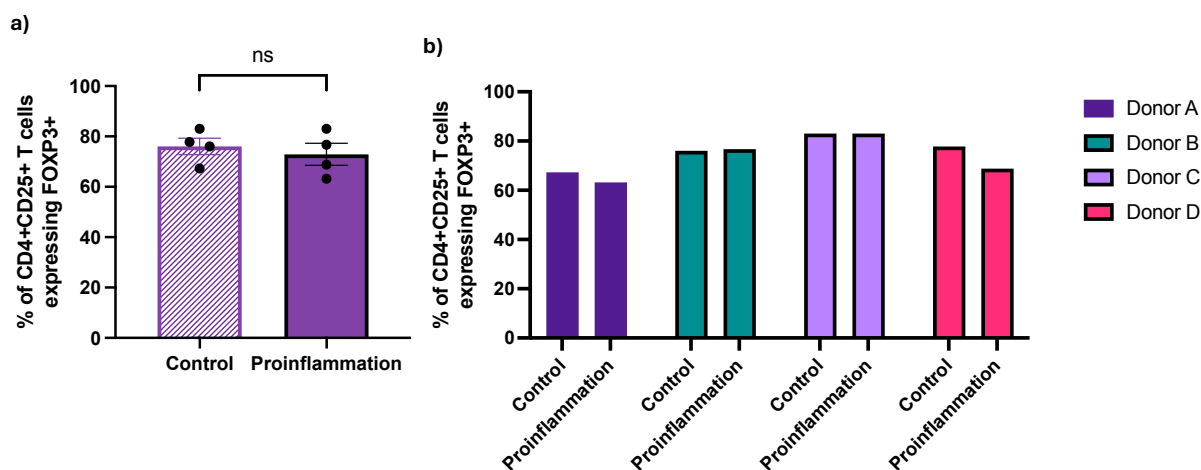 a)
ns
% of CD4+CD25+ T cells
expressing FOXP3+
100
80
60
40
20
0
Control
Proinflammation
b)
% of CD4+CD25+ T cells
expressing FOXP3+
100
80
60
40
20
0
Control
Proinflammation
Control
Proinflammation
Control
Proinflammation
Control
Proinflammation
Donor A
Donor B
Donor C
Donor D